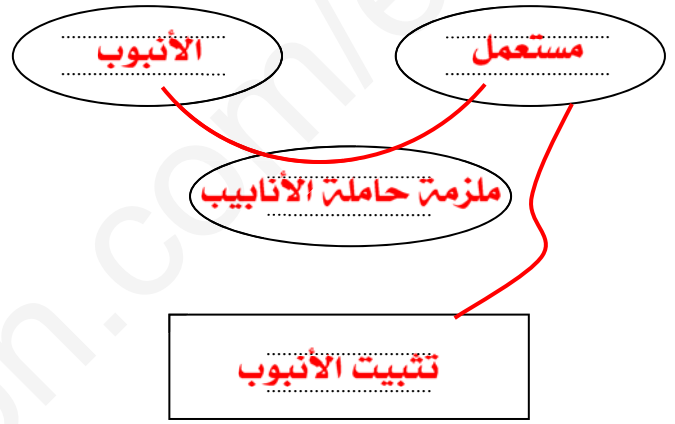 مستعمل
الأنبوب
ملزمة حاملة الأنابيب
تثبيت الأنبوب